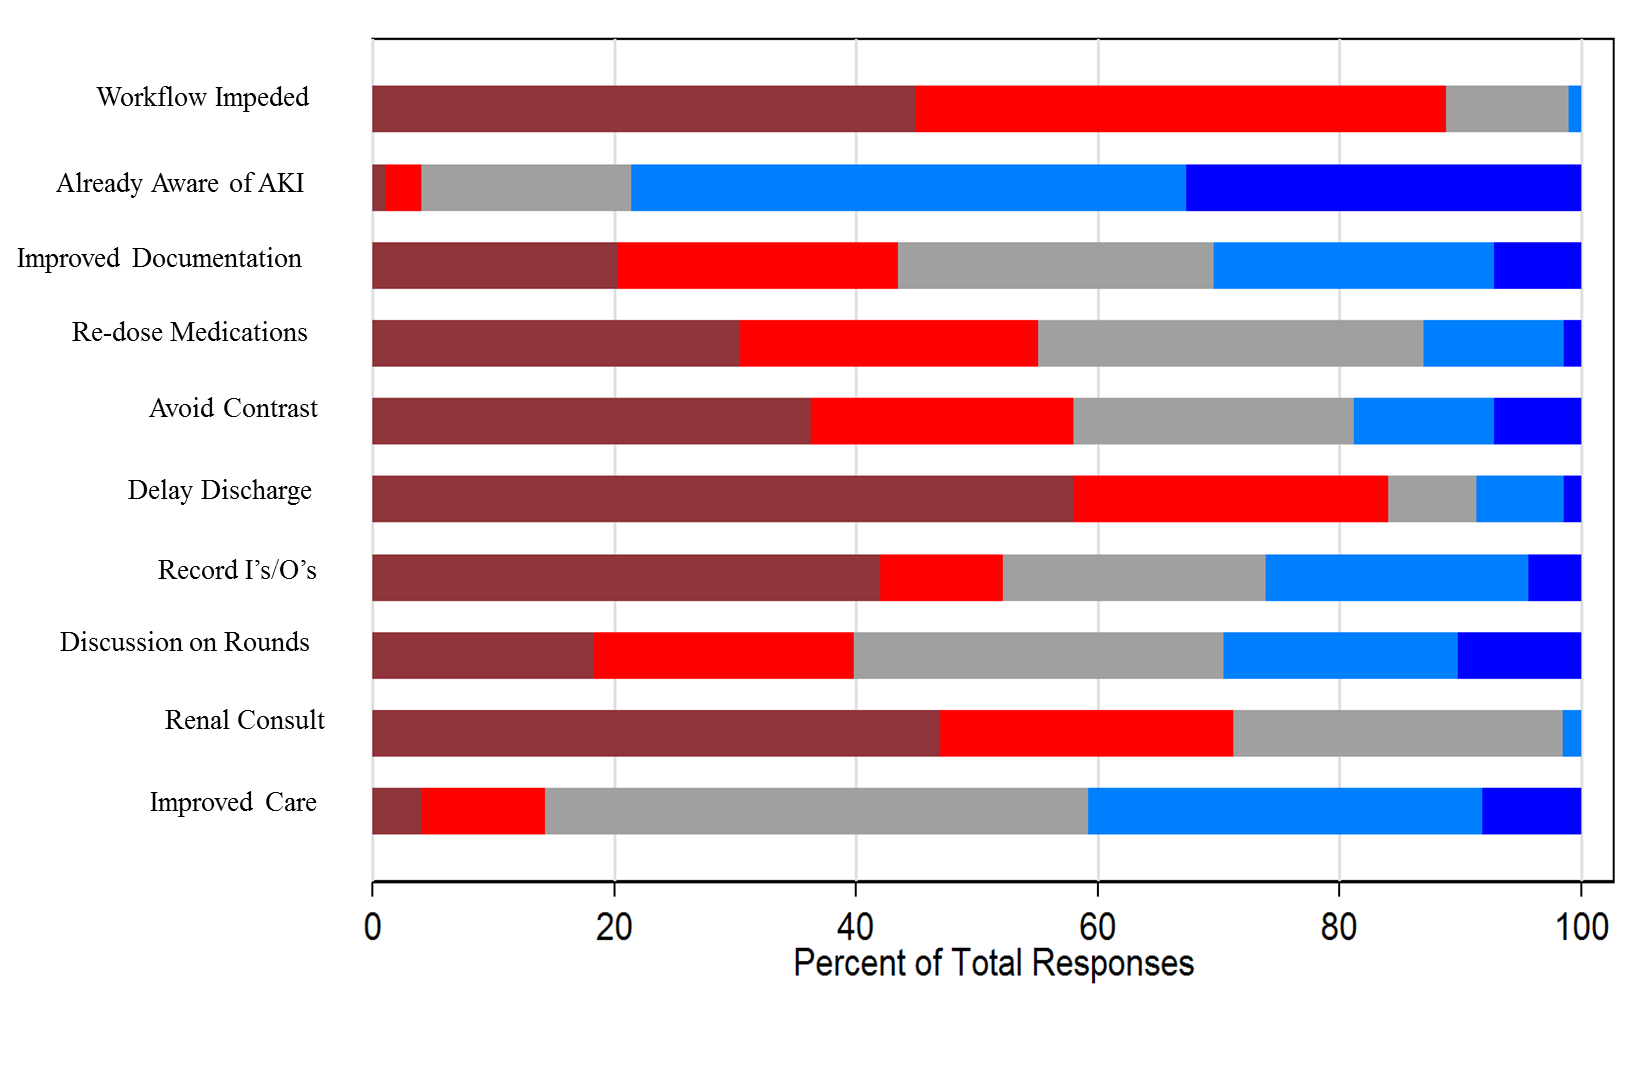 Workflow Impeded
Already Aware of AKI
Improved Documentation
Re-dose Medications
Avoid Contrast
Delay Discharge
Record I’s/O’s
Discussion on Rounds
Renal Consult
Improved Care
0 20 40 60 80 100
Percent of Total Responses